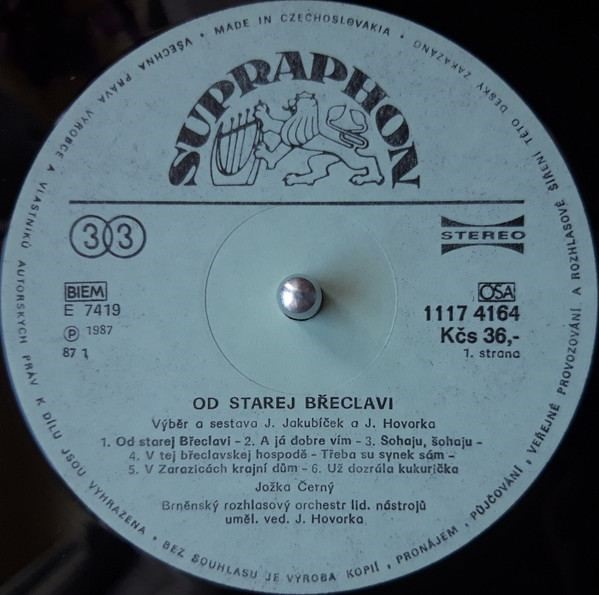 VŠECHNA PRÁVA VÝROBCE A VLASTNÍKŮ AUTORSKÝCH PRÁV K DÍLU JSOU VYHRAZENA • BEZ SOUHLASU JE VÝROBA KOPIÍ, PRONÁJEM, PŮJČOVÁNÍ, VEŘEJNÉ PROVOZOVÁNÍ A ROZHLASOVÉ ŠÍŘENÍ TÉTO DESKY ZAKÁZÁNO • MADE IN CZECHOSLOVAKIA •
SUPRAPHON
33
STEREO
BIEM
E 7419
Ⓟ 1987
87 1
OSA
1117 4164
Kčs 36,-
1. strana
OD STAREJ BŘECLAVI
Výběr a sestava J. Jakubíček a J. Hovorka
1. Od starej Břeclavi – 2. A já dobre vím – 3. Sohaju, šohaju –
4. V tej břeclavskej hospodě – Třeba su synek sám –
5. V Zarazicách krajní dům – 6. Už dozrála kukurička
Jožka Černý
Brněnský rozhlasový orchestr lid. nástrojů
uměl. ved. J. Hovorka